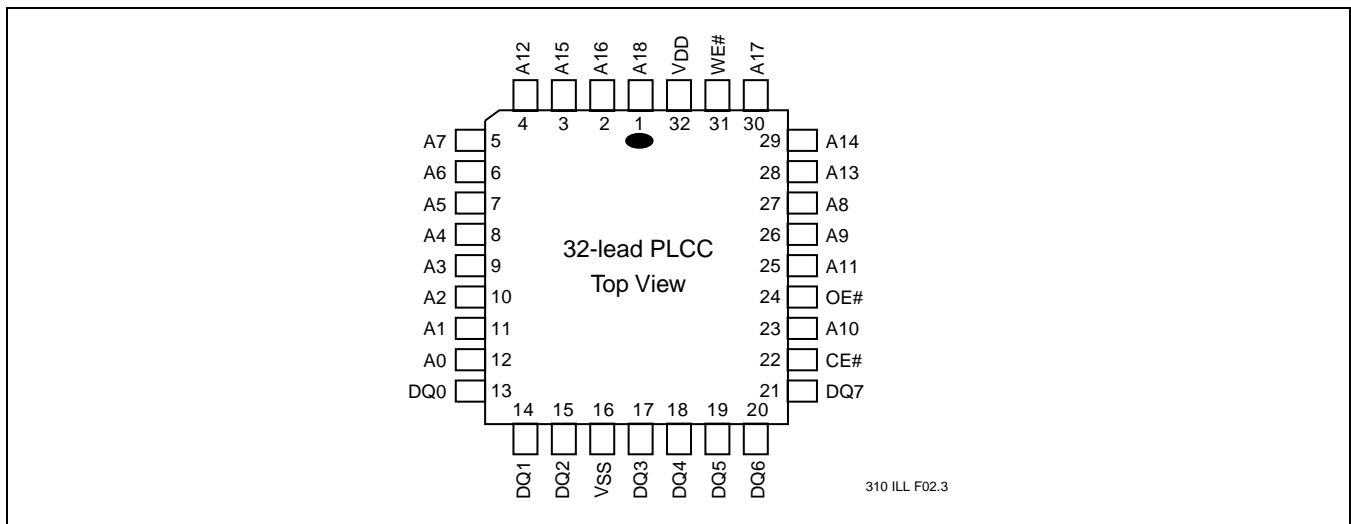 A12 A15 A16 A18 VDD WE# A17
4 3 2 1 32 31 30
A7 5 29 A14
A6 6 28 A13
A5 7 27 A8
A4 8 26 A9
32-lead PLCC
A3 9 25 A11
Top View
A2 10 24 OE#
A1 11 23 A10
A0 12 22 CE#
DQ0 13 21 DQ7
14 15 16 17 18 19 20
DQ1 DQ2 VSS DQ3 DQ4 DQ5 DQ6
310 ILL F02.3